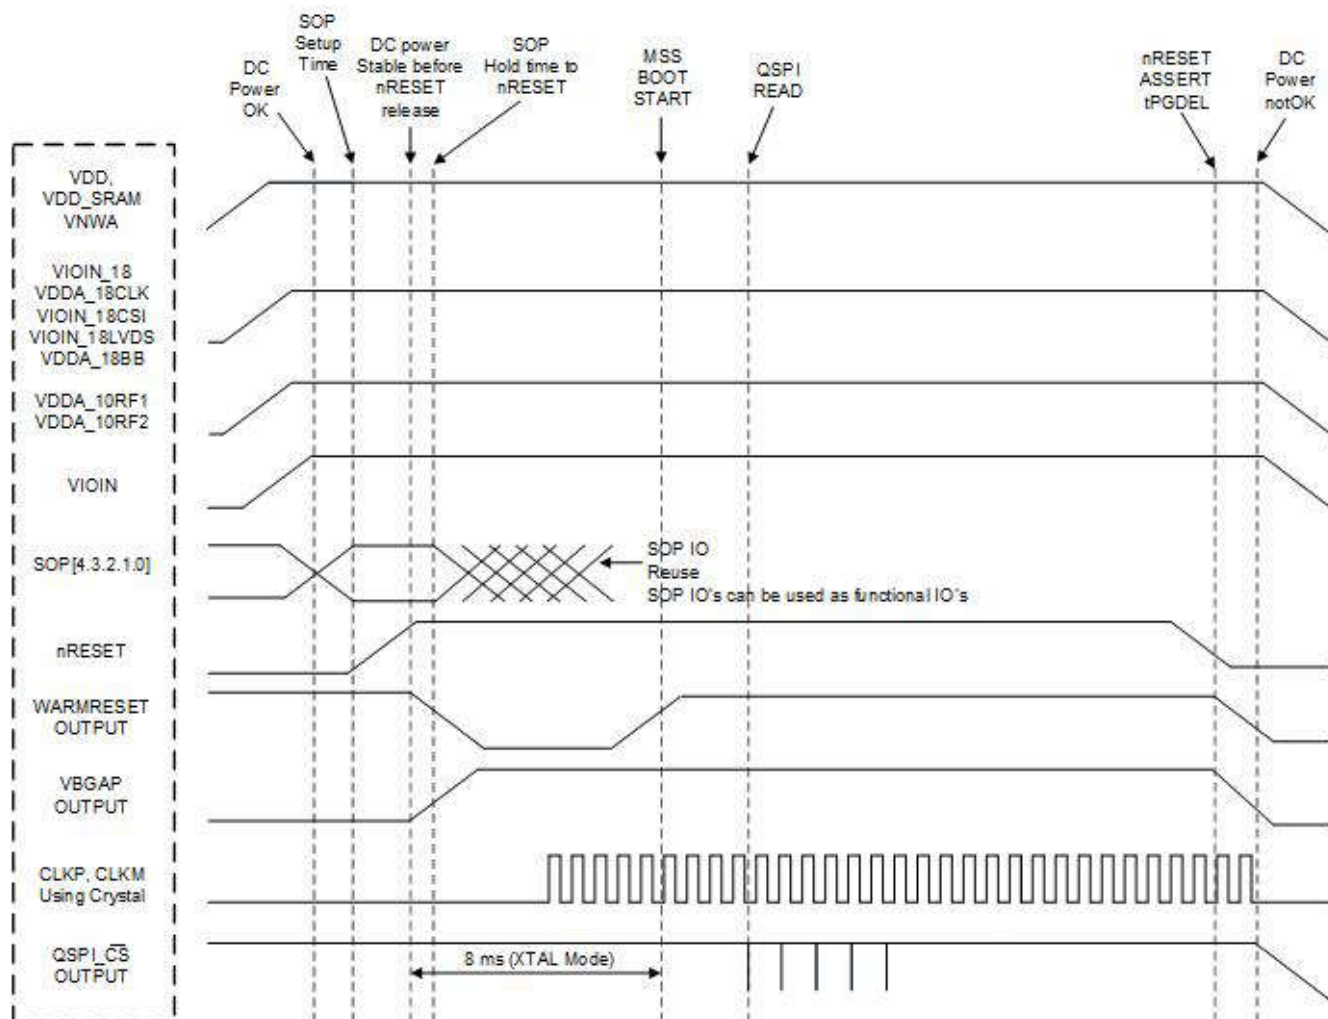 DC
Power
OK
SOP
Setup
Time
DC power
Stable before
nRESET
release
SOP
Hold time to
nRESET
MSS
BOOT
START
QSPI
READ
nRESET
ASSERT
tPGDEL
DC
Power
notOK
VDD,
VDD_SRAM
VNWA
VIOIN_18
VDDA_18CLK
VIOIN_18CSI
VIOIN_18LVDS
VDDA_18BB
VDDA_10RF1
VDDA_10RF2
VIOIN
SOP[4.3.2.1.0]
SOP IO
Reuse
SOP IO's can be used as functional IO's
nRESET
WARMRESET
OUTPUT
VBGAP
OUTPUT
CLKP, CLKM
Using Crystal
QSPI_CS
OUTPUT
8 ms (XTAL Mode)